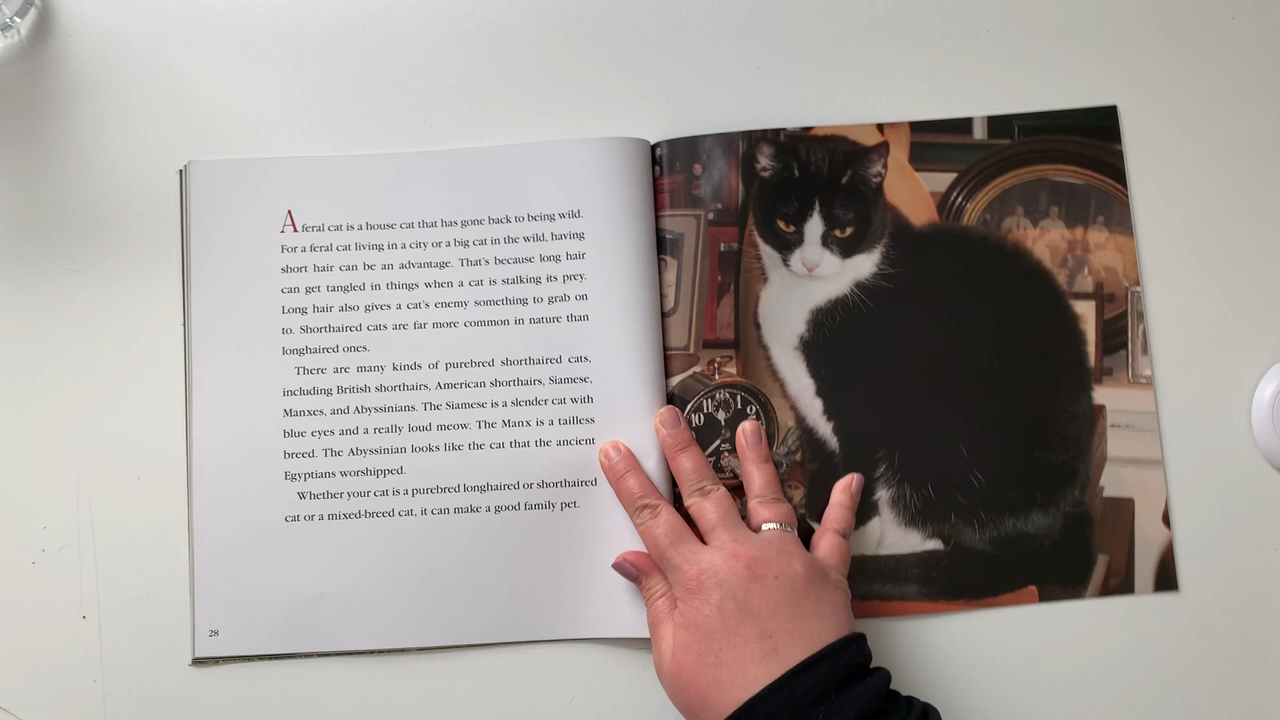 A feral cat is a house cat that has gone back to being wild.
For a feral cat living in a city or a big cat in the wild, having
short hair can be an advantage. That's because long hair
can get tangled in things when a cat is stalking its prey.
Long hair also gives a cat's enemy something to grab on
to. Shorthaired cats are far more common in nature than
longhaired ones.
There are many kinds of purebred shorthaired cats,
including British shorthairs, American shorthairs, Siamese,
Manxes, and Abyssinians. The Siamese is a slender cat with
blue eyes and a really loud meow. The Manx is a tailless
breed. The Abyssinian looks like the cat that the ancient
Egyptians worshipped.
Whether your cat is a purebred longhaired or shorthaired
cat or a mixed-breed cat, it can make a good family pet.
28
10 11 1